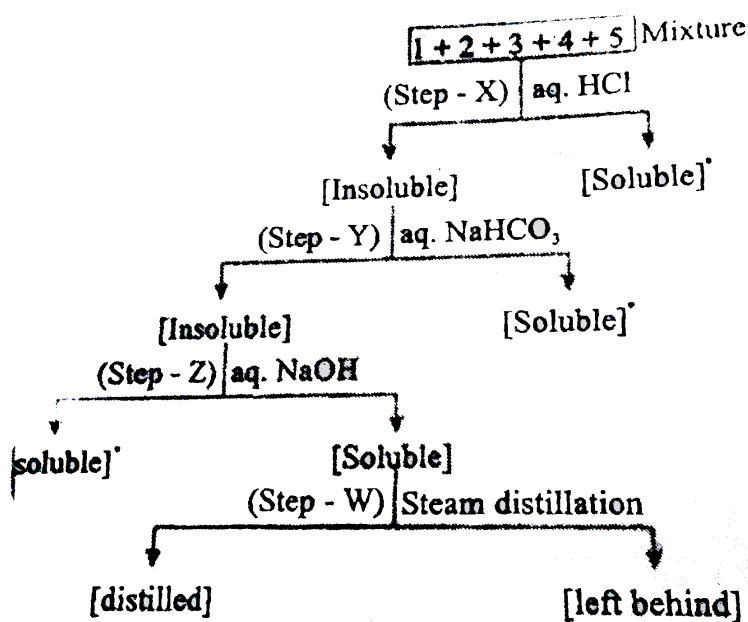 1 + 2 + 3 + 4 + 5 Mixture
(Step - X) aq. HCl
[Insoluble] [Soluble]*
(Step - Y) aq. NaHCO₃
[Insoluble] [Soluble]*
(Step - Z) aq. NaOH
soluble]* [Soluble]
(Step - W) Steam distillation
[distilled] [left behind]